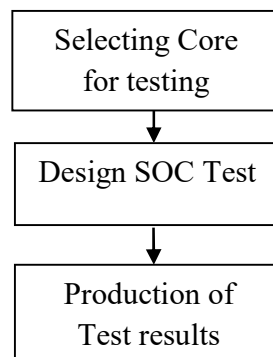 Selecting Core
for testing
Design SOC Test
Production of
Test results